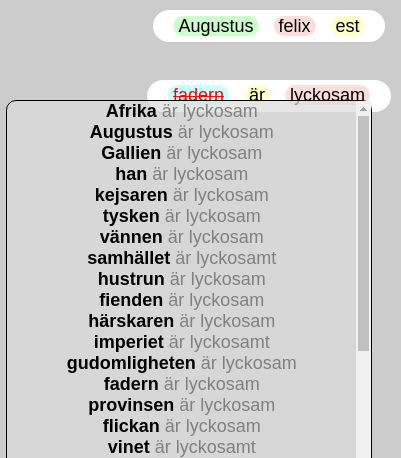 Augustus felix est
fadern är lyckosam
Afrika är lyckosam
Augustus är lyckosam
Gallien är lyckosam
han är lyckosam
kejsaren är lyckosam
tysken är lyckosam
vännen är lyckosam
samhället är lyckosamt
hustrun är lyckosam
fienden är lyckosam
härskaren är lyckosam
imperiet är lyckosamt
gudomligheten är lyckosam
fadern är lyckosam
provinsen är lyckosam
flickan är lyckosam
vinet är lyckosamt